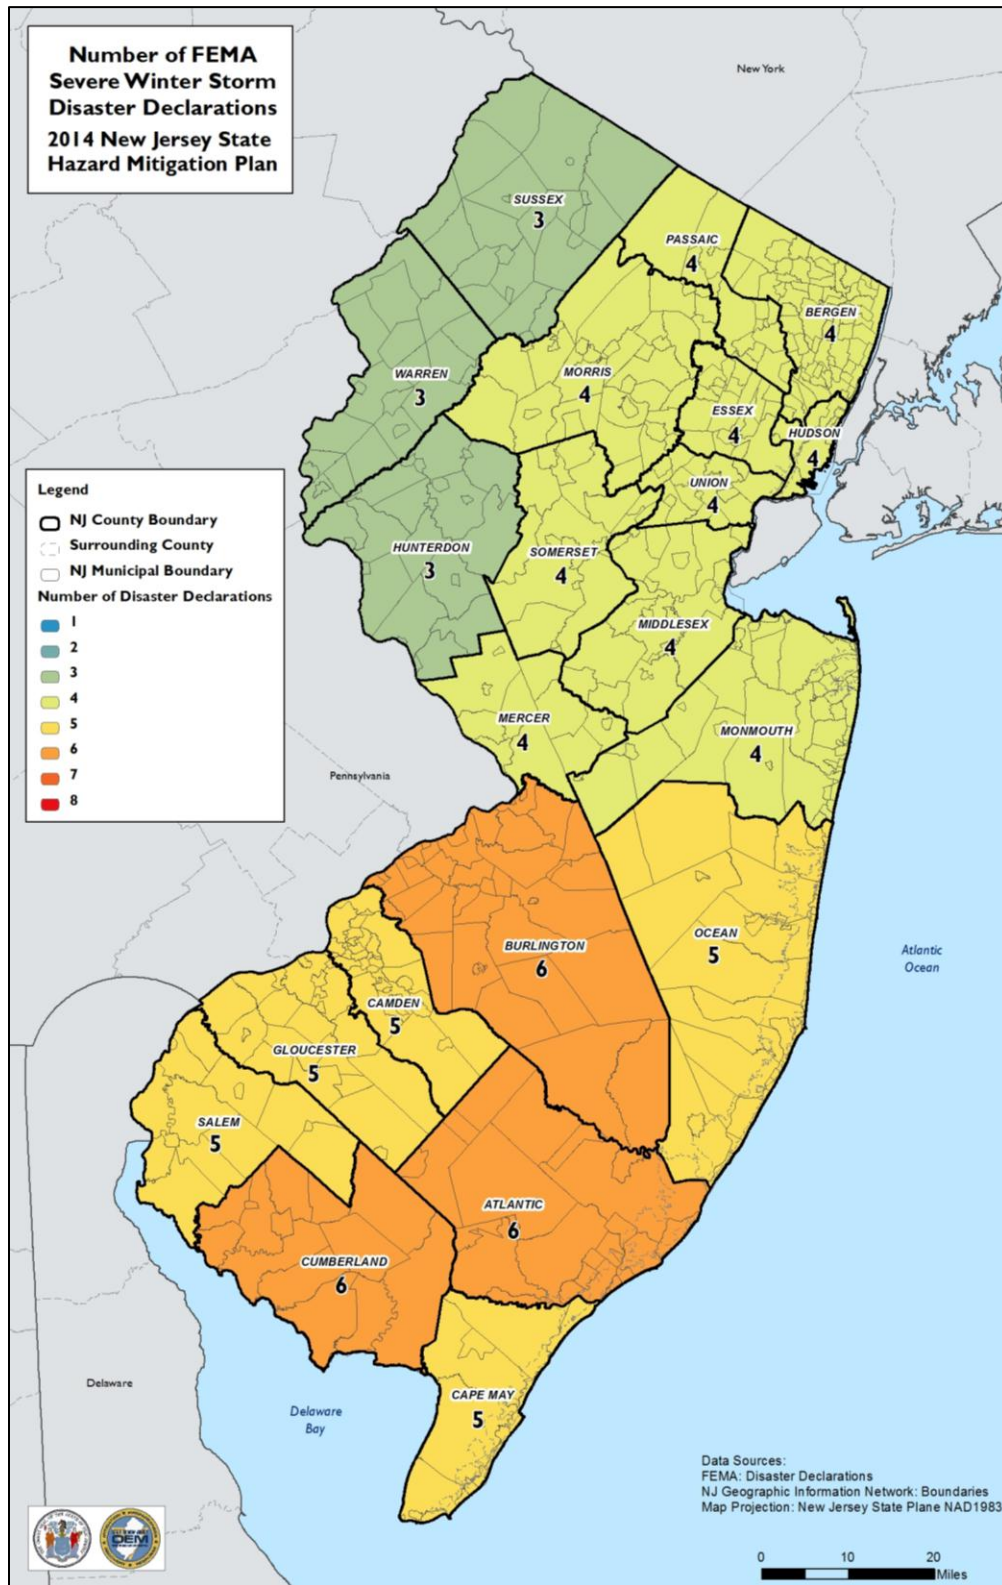 Number of FEMA
Severe Winter Storm
Disaster Declarations
2014 New Jersey State
Hazard Mitigation Plan
New York
SUSSEX
3
PASSAIC
4
BERGEN
4
WARREN
3
MORRIS
4
ESSEX
4
HUDSON
4
UNION
4
Legend
NJ County Boundary
Surrounding County
NJ Municipal Boundary
Number of Disaster Declarations
1
2
3
4
5
6
7
8
HUNTERDON
3
SOMERSET
4
MIDDLESEX
4
MERCER
4
MONMOUTH
4
Pennsylvania
OCEAN
5
BURLINGTON
6
Atlantic
Ocean
CAMDEN
5
GLOUCESTER
5
SALEM
5
ATLANTIC
6
CUMBERLAND
6
CAPE MAY
5
Delaware
Delaware
Bay
Data Sources:
FEMA: Disaster Declarations
NJ Geographic Information Network: Boundaries
Map Projection: New Jersey State Plane NAD1983
OEM
0 10 20
Miles